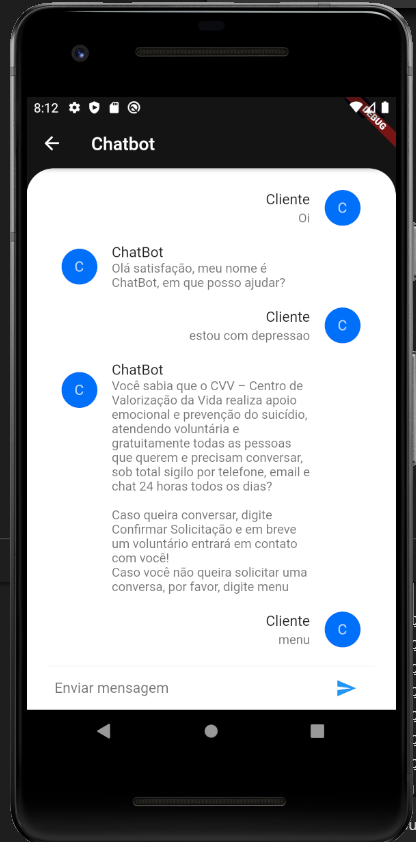 8:12
DEBUG
Chatbot
Cliente
Oi
C
ChatBot
C
Olá satisfação, meu nome é
ChatBot, em que posso ajudar?
Cliente
C
estou com depressao
ChatBot
C
Você sabia que o CVV – Centro de
Valorização da Vida realiza apoio
emocional e prevenção do suicídio,
atendendo voluntária e
gratuitamente todas as pessoas
que querem e precisam conversar,
sob total sigilo por telefone, email e
chat 24 horas todos os dias?
Caso queira conversar, digite
Confirmar Solicitação e em breve
um voluntário entrará em contato
com você!
Caso você não queira solicitar uma
conversa, por favor, digite menu
Cliente
C
menu
Enviar mensagem